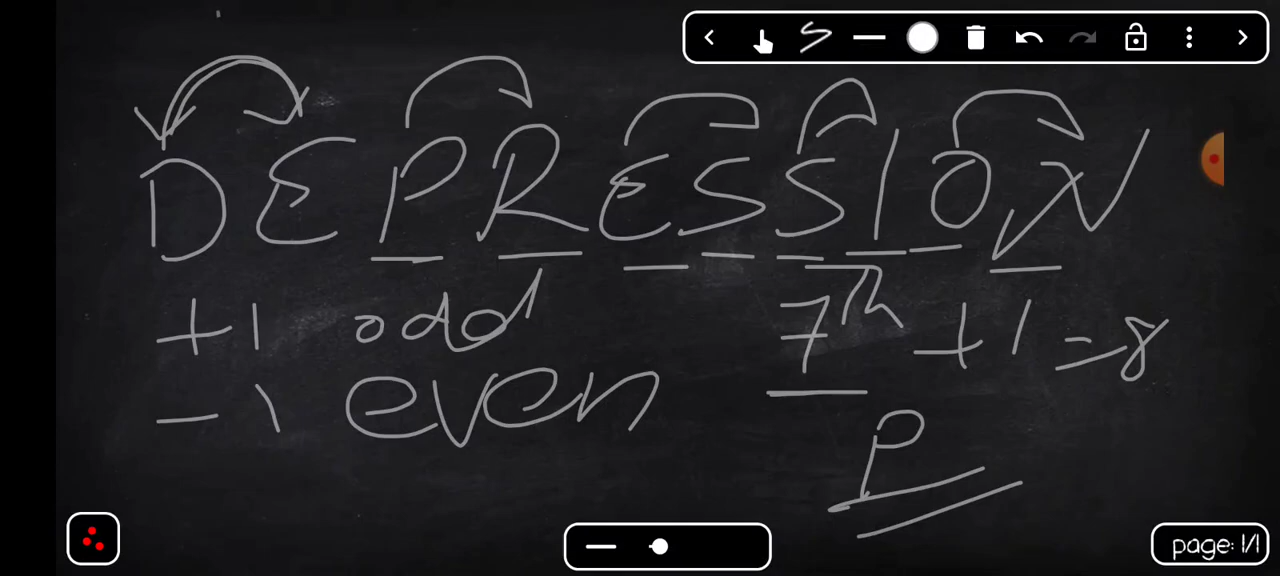 DEPRESSION
+1 odd 7th +1 = 8
-1 even
P
page: 1/1